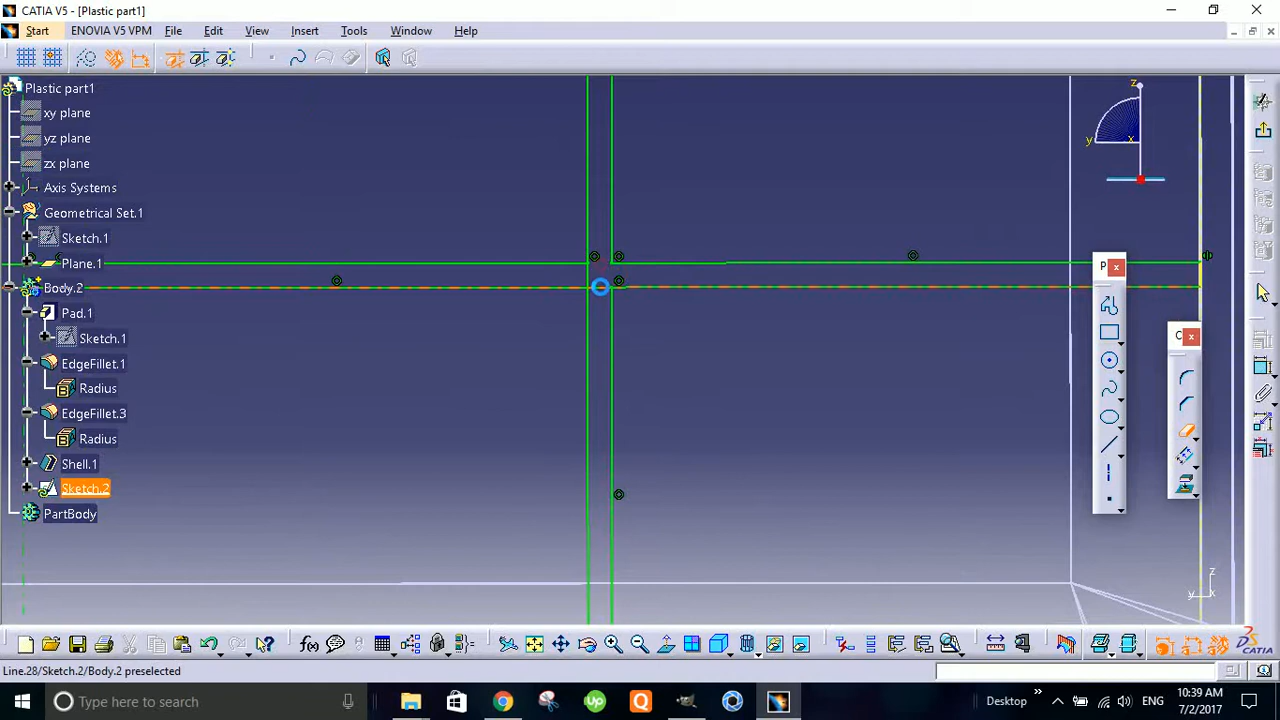 CATIA V5 - [Plastic part1]
Start ENOVIA V5 VPM File Edit View Insert Tools Window Help
Plastic part1
xy plane
yz plane
zx plane
Axis Systems
Geometrical Set.1
Sketch.1
Plane.1
Body.2
Pad.1
Sketch.1
EdgeFillet.1
Radius
EdgeFillet.3
Radius
Shell.1
Sketch.2
PartBody
z
y
x
P x
C x
z
y x
f(x)
CATIA
Line.28/Sketch.2/Body.2 preselected
Type here to search
up
Q
Desktop
ENG
10:39 AM
7/2/2017